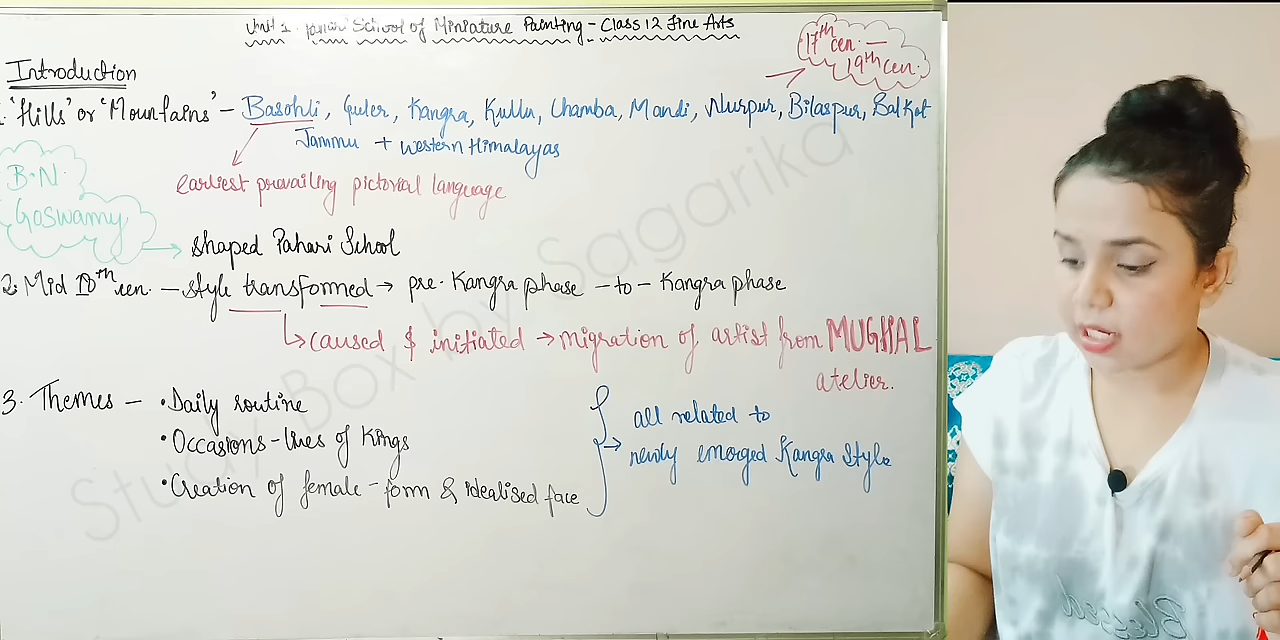 Unit 1. Pahari School of Miniature Painting - Class 12 Fine Arts
17th cen. —
19th cen.
Introduction
1. 'Hills' or 'Mountains' - Basohli, Guler, Kangra, Kullu, Chamba, Mandi, Nurpur, Bilaspur,
Jammu + Western Himalayas
earliest prevailing pictorial language
B.N.
Goswamy → shaped Pahari School
2. Mid cen. - style transformed → pre-Kangra phase -to- Kangra phase
↳ caused & initiated → migration of artist from MUGHAL
atelier.
3. Themes - • Daily routine
• Occasions - lives of Kings
• Creation of female-form & idealised face
→ all related to
newly emerged Kangra Style
Study Box by Sagarika
Blessed